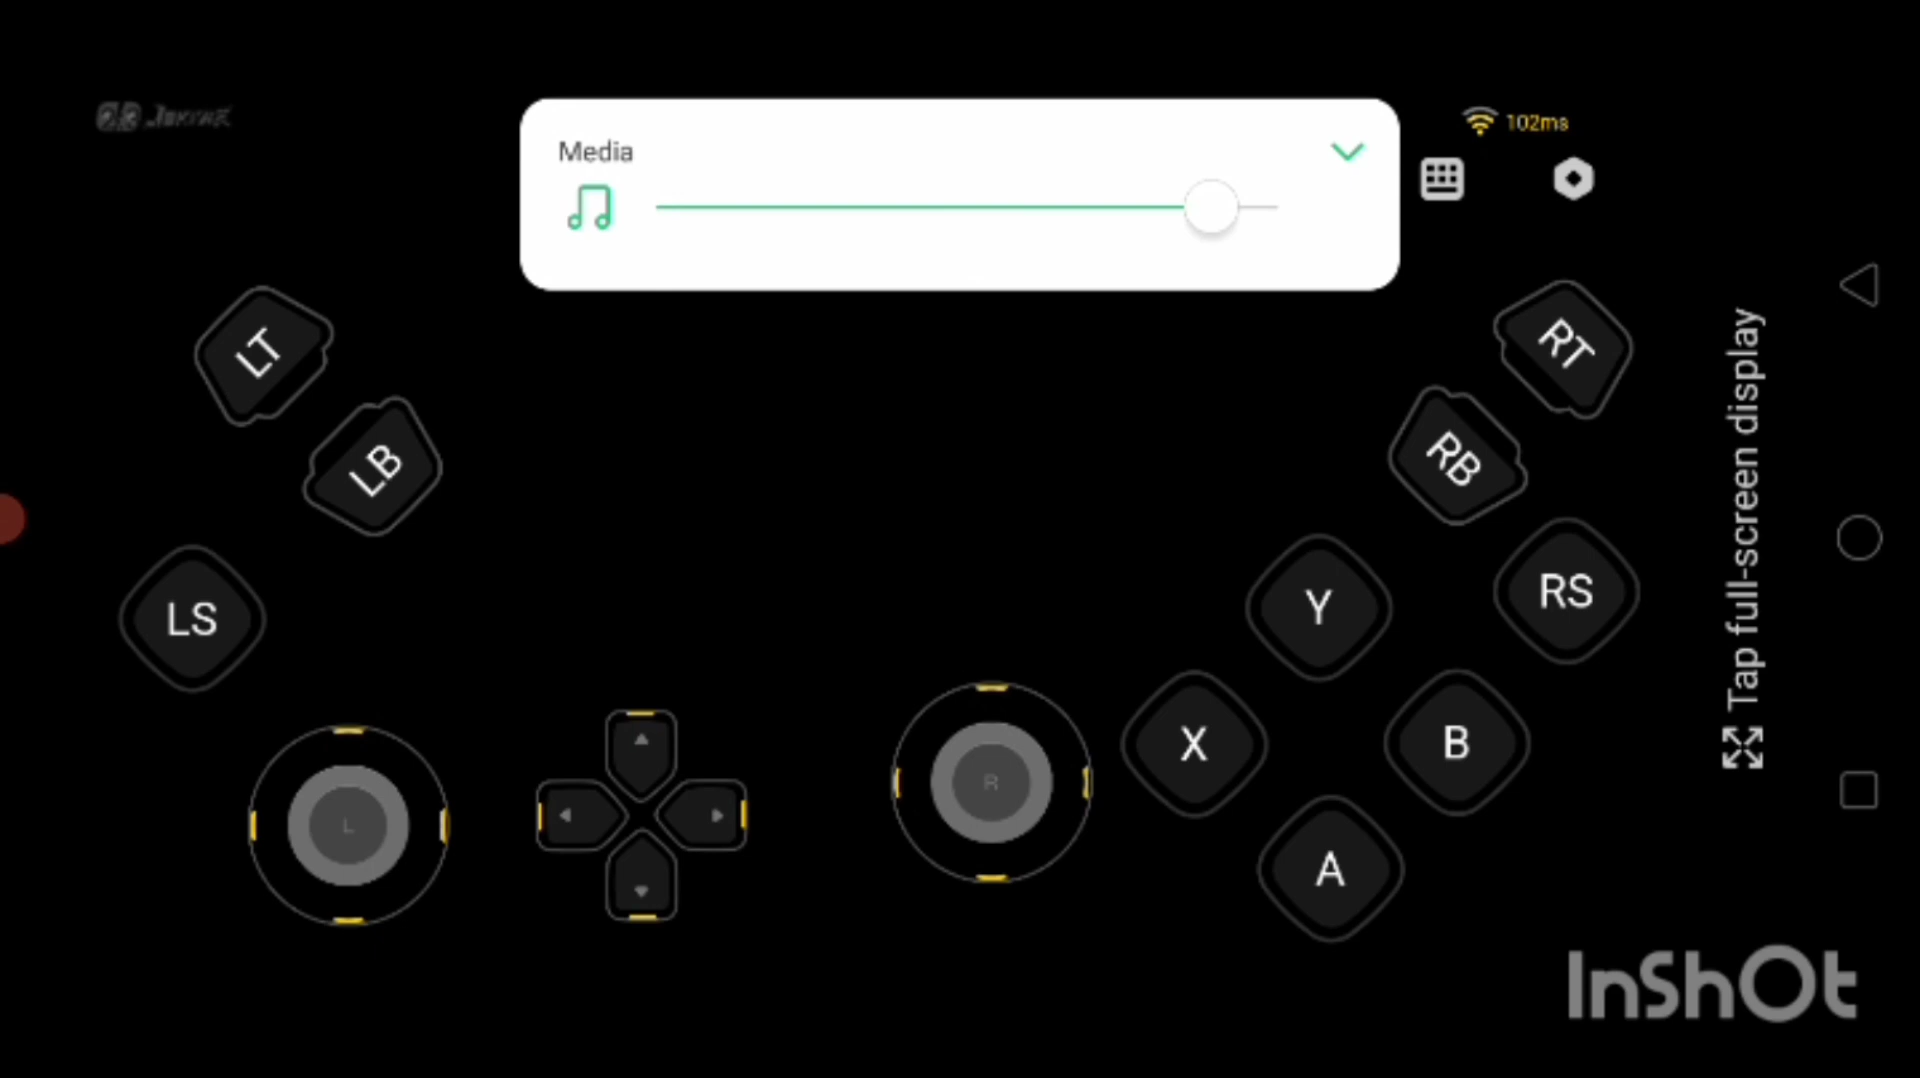 Media
102ms
LT
RT
LB
RB
LS
Y
RS
X
B
A
L
R
Tap full-screen display
InShOt